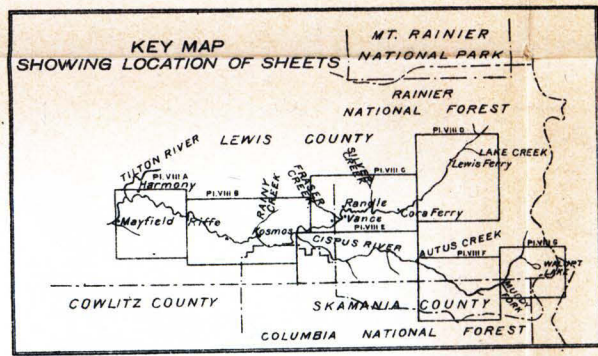 KEY MAP
SHOWING LOCATION OF SHEETS
MT. RAINIER
NATIONAL PARK
RAINIER
NATIONAL FOREST
LEWIS COUNTY
TILTON RIVER
Pl. VIII A
Harmony
Mayfield
Pl. VIII B
Riffe
RAINY
CREEK
Kosmos
FRASER
CREEK
SILVER
CREEK
Pl. VIII C
Randle
Vance
Cora Ferry
Pl. VIII D
LAKE CREEK
Lewis Ferry
Pl. VIII E
CISPUS RIVER
AUTUS CREEK
Pl. VIII F
Pl. VIII G
WALUPT
LAKE
MUDDY
FORK
COWLITZ COUNTY
SKAMANIA COUNTY
COLUMBIA NATIONAL FOREST